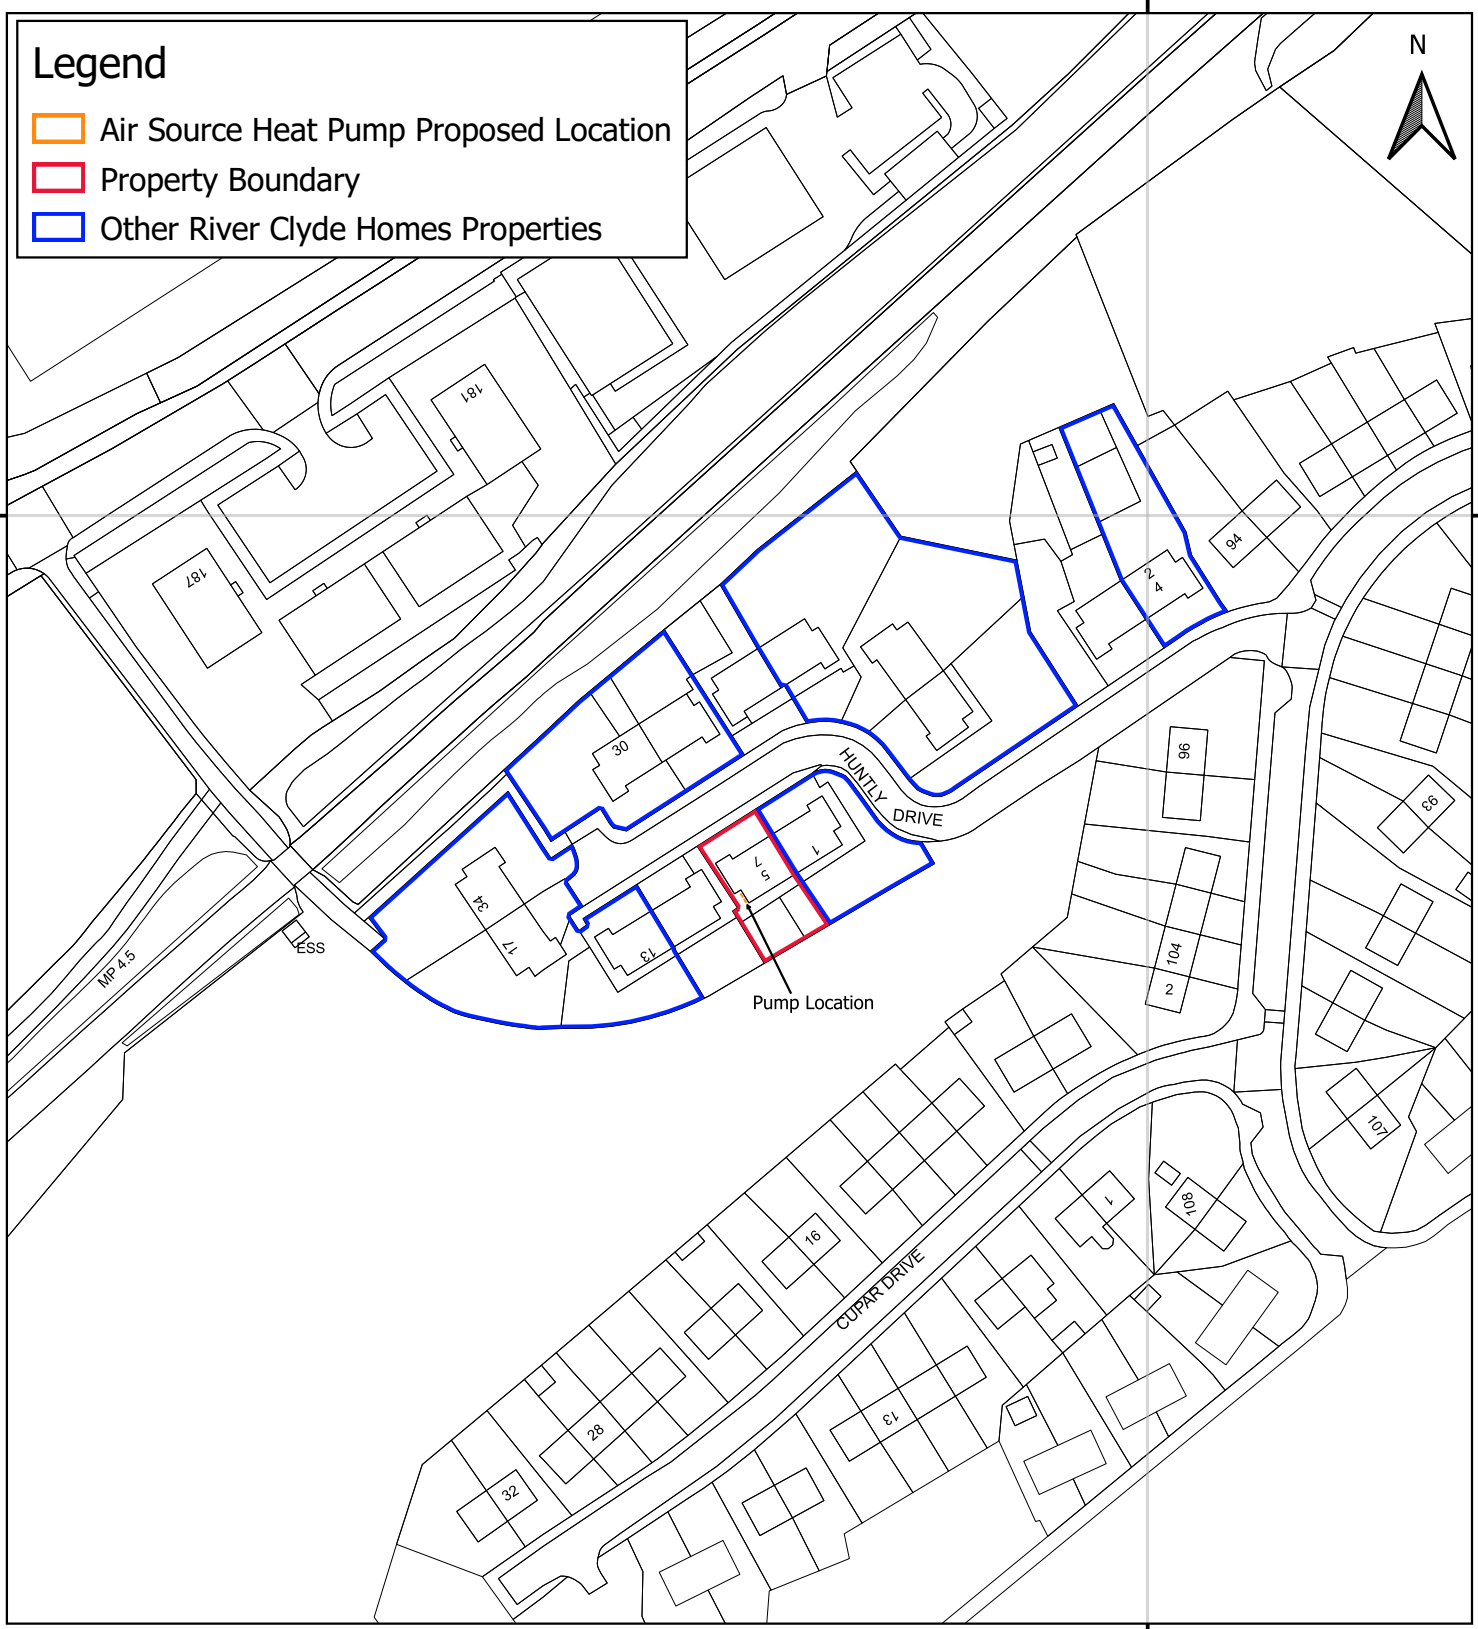 Legend
Air Source Heat Pump Proposed Location
Property Boundary
Other River Clyde Homes Properties
N
181
187
94
2
4
30
96
HUNTLY
DRIVE
93
1
7
5
34
17
13
ESS
MP 4.5
Pump Location
104
2
107
108
1
16
CUPAR DRIVE
13
28
32